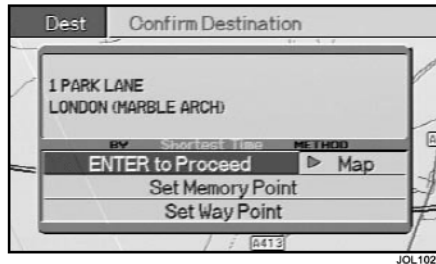 Dest Confirm Destination
1 PARK LANE
LONDON (MARBLE ARCH)
BY Shortest Time METHOD
ENTER to Proceed Map
Set Memory Point
Set Way Point
A413
JOL102